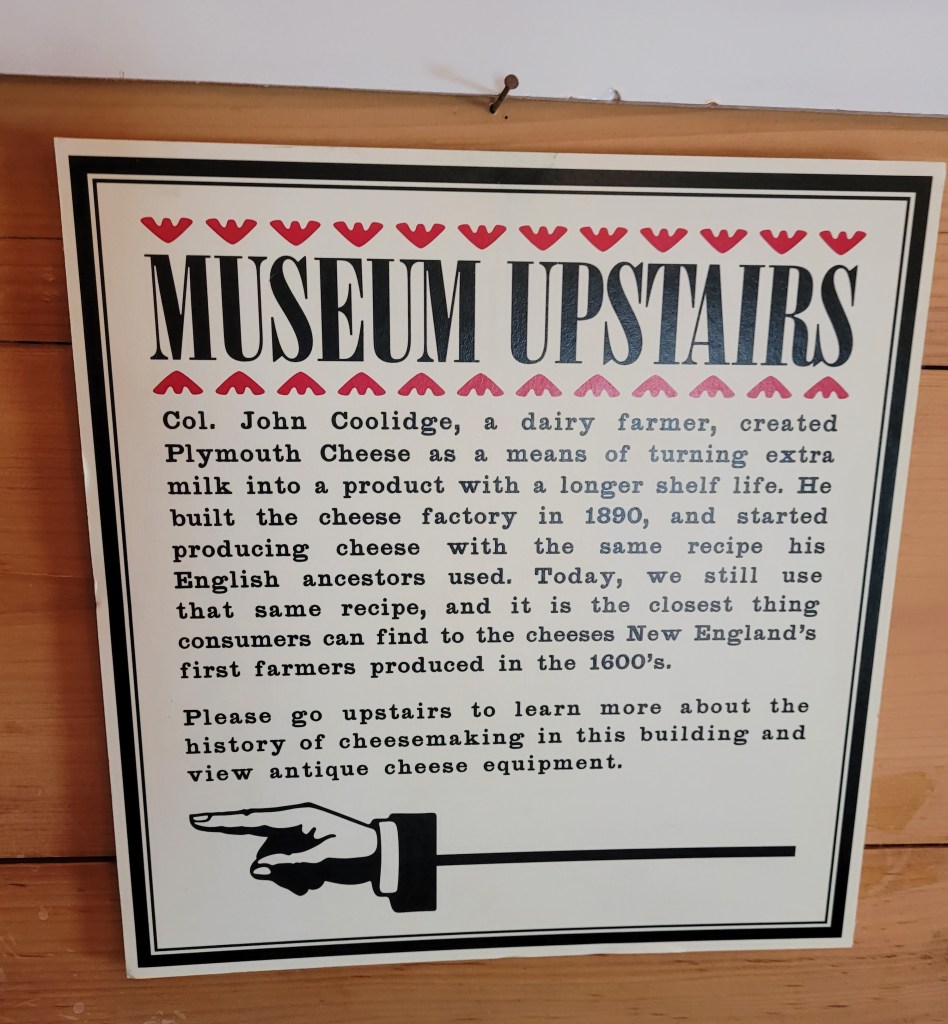 MUSEUM UPSTAIRS
Col. John Coolidge, a dairy farmer, created
Plymouth Cheese as a means of turning extra
milk into a product with a longer shelf life. He
built the cheese factory in 1890, and started
producing cheese with the same recipe his
English ancestors used. Today, we still use
that same recipe, and it is the closest thing
consumers can find to the cheeses New England's
first farmers produced in the 1600's.
Please go upstairs to learn more about the
history of cheesemaking in this building and
view antique cheese equipment.